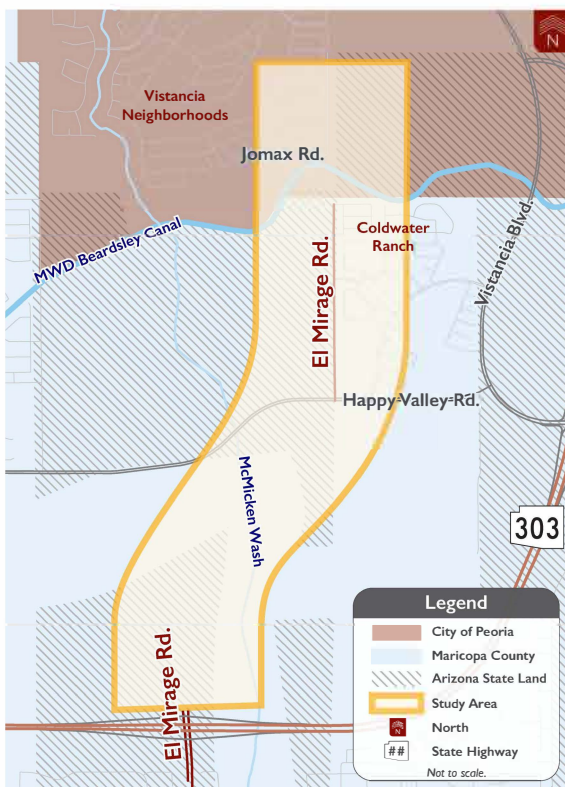 N
Vistancia
Neighborhoods
Jomax Rd.
MWD Beardsley Canal
El Mirage Rd.
Coldwater
Ranch
Vistancia Blvd.
Happy Valley Rd.
McMicken Wash
303
El Mirage Rd.
Legend
City of Peoria
Maricopa County
Arizona State Land
Study Area
N
North
##
State Highway
Not to scale.